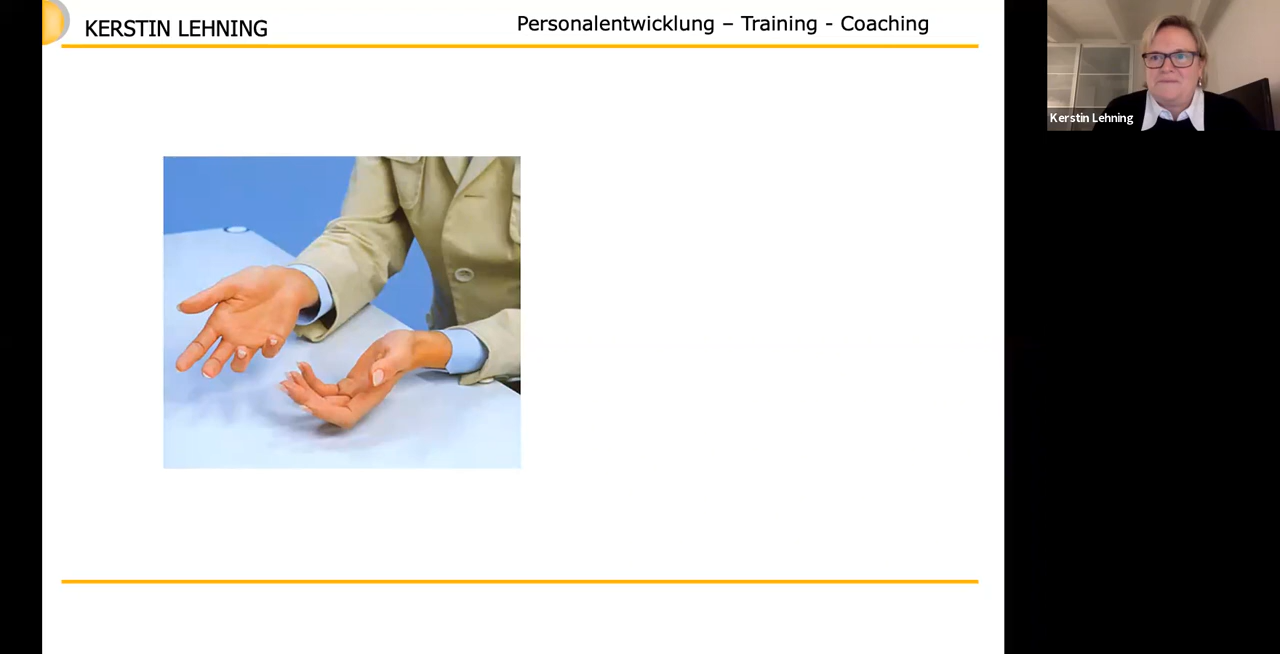 KERSTIN LEHNING
Personalentwicklung – Training - Coaching
Kerstin Lehning